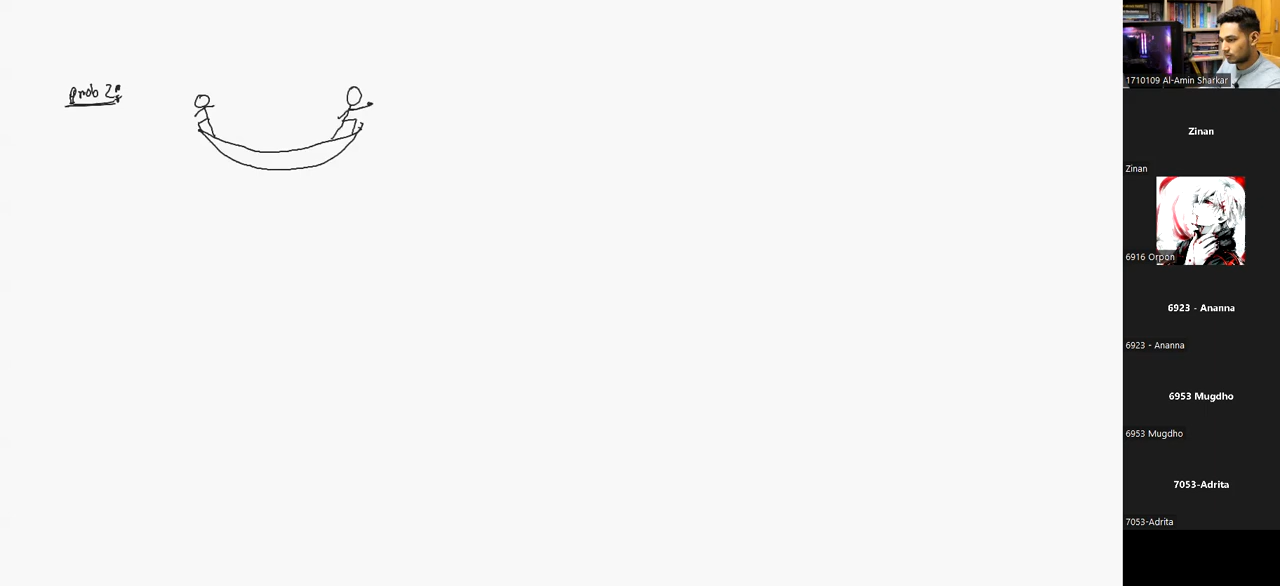 prob 2:
1710109 Al-Amin Sharkar
Zinan
Zinan
6916 Orpon
6923 - Ananna
6923 - Ananna
6953 Mugdho
6953 Mugdho
7053-Adrita
7053-Adrita